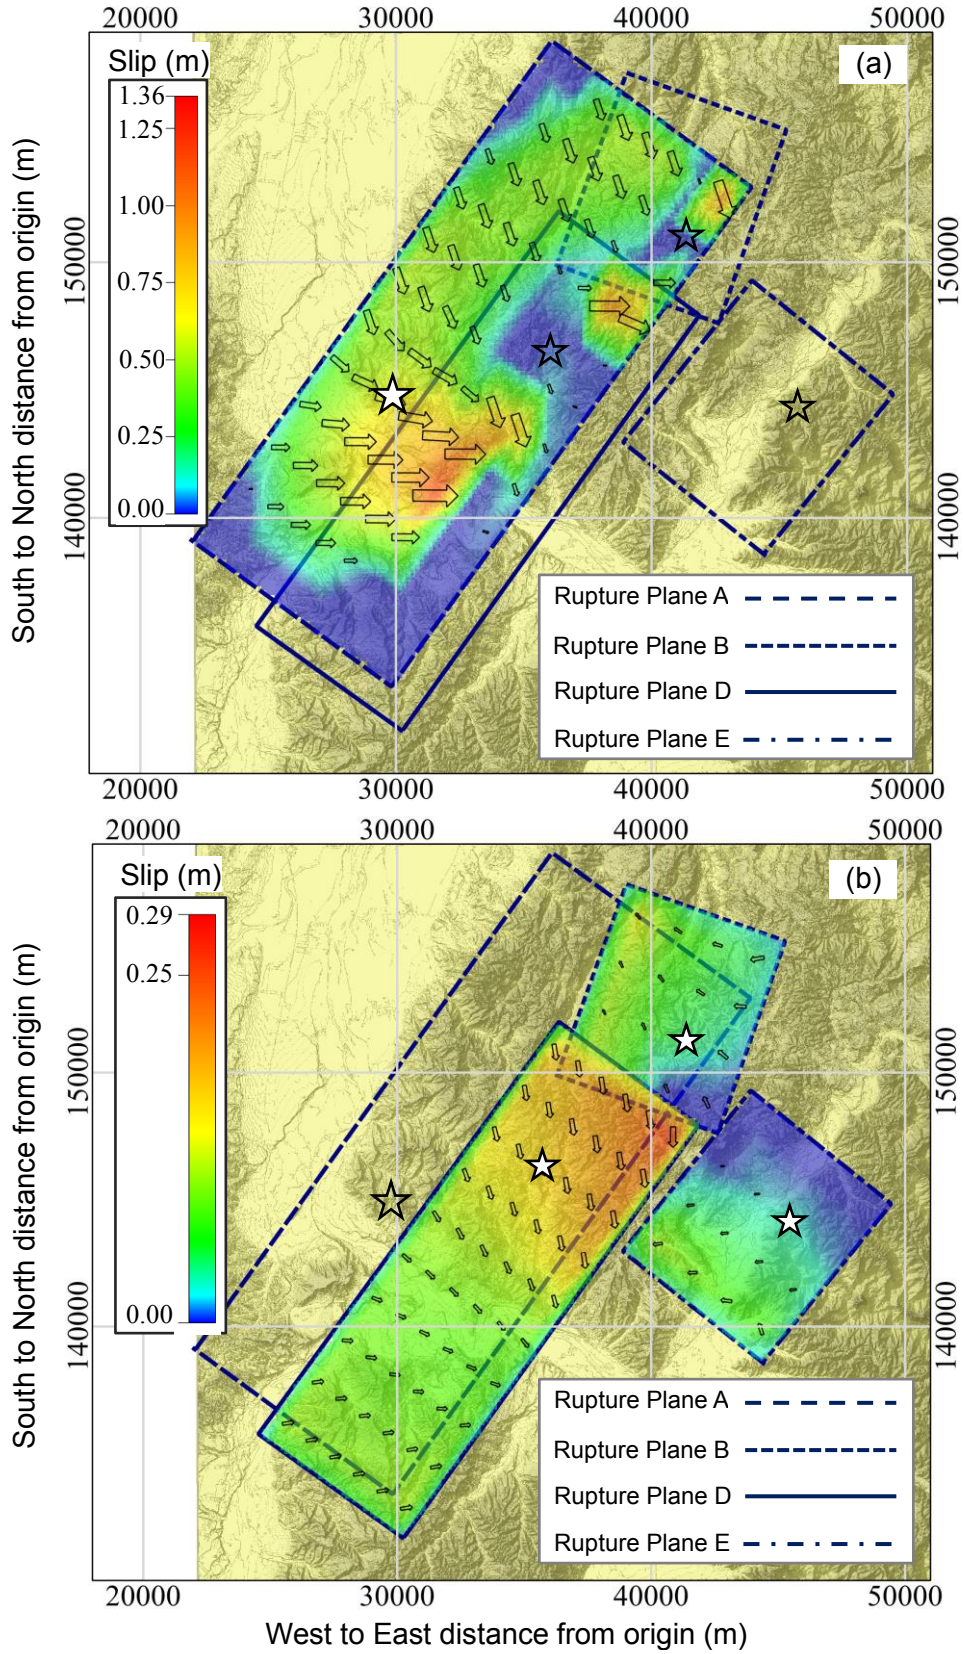 20000 30000 40000 50000
Slip (m)
(a)
1.36
1.25
1.00
0.75
0.50
0.25
0.00
150000
140000
150000
140000
South to North distance from origin (m)
Rupture Plane A
Rupture Plane B
Rupture Plane D
Rupture Plane E
20000 30000 40000 50000
20000 30000 40000 50000
Slip (m)
(b)
0.29
0.25
0.00
150000
140000
150000
140000
South to North distance from origin (m)
Rupture Plane A
Rupture Plane B
Rupture Plane D
Rupture Plane E
20000 30000 40000 50000
West to East distance from origin (m)